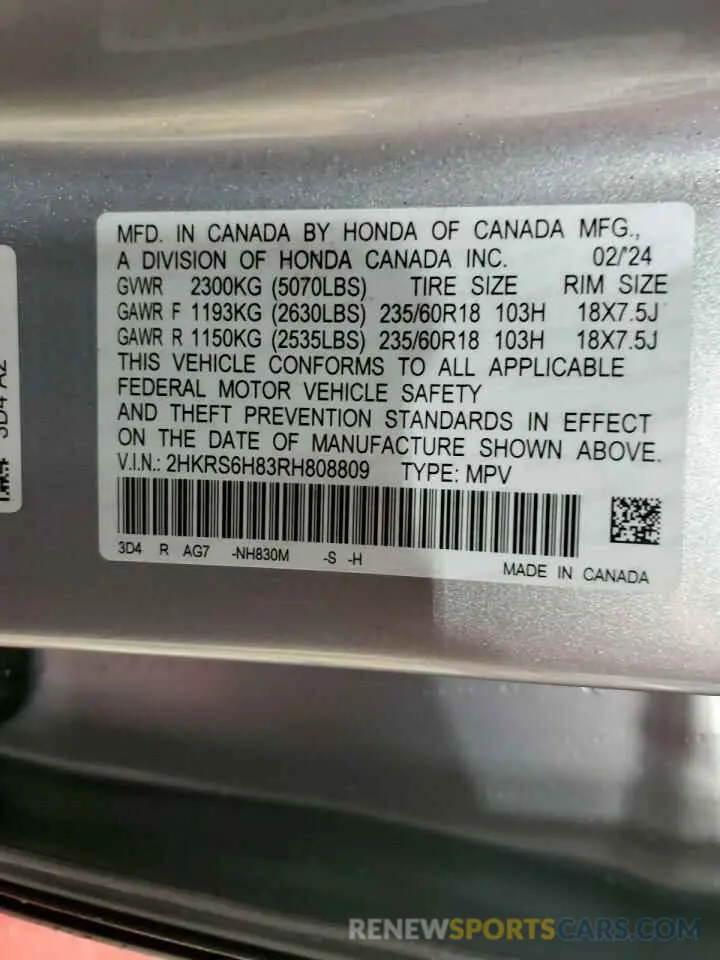 MFD. IN CANADA BY HONDA OF CANADA MFG.,
A DIVISION OF HONDA CANADA INC. 02/'24
GVWR 2300KG (5070LBS) TIRE SIZE RIM SIZE
GAWR F 1193KG (2630LBS) 235/60R18 103H 18X7.5J
GAWR R 1150KG (2535LBS) 235/60R18 103H 18X7.5J
THIS VEHICLE CONFORMS TO ALL APPLICABLE
FEDERAL MOTOR VEHICLE SAFETY
AND THEFT PREVENTION STANDARDS IN EFFECT
ON THE DATE OF MANUFACTURE SHOWN ABOVE.
V.I.N.: 2HKRS6H83RH808809 TYPE: MPV
3D4 R AG7 -NH830M -S -H
MADE IN CANADA
3D4 A2
RENEWSPORTSCARS.COM